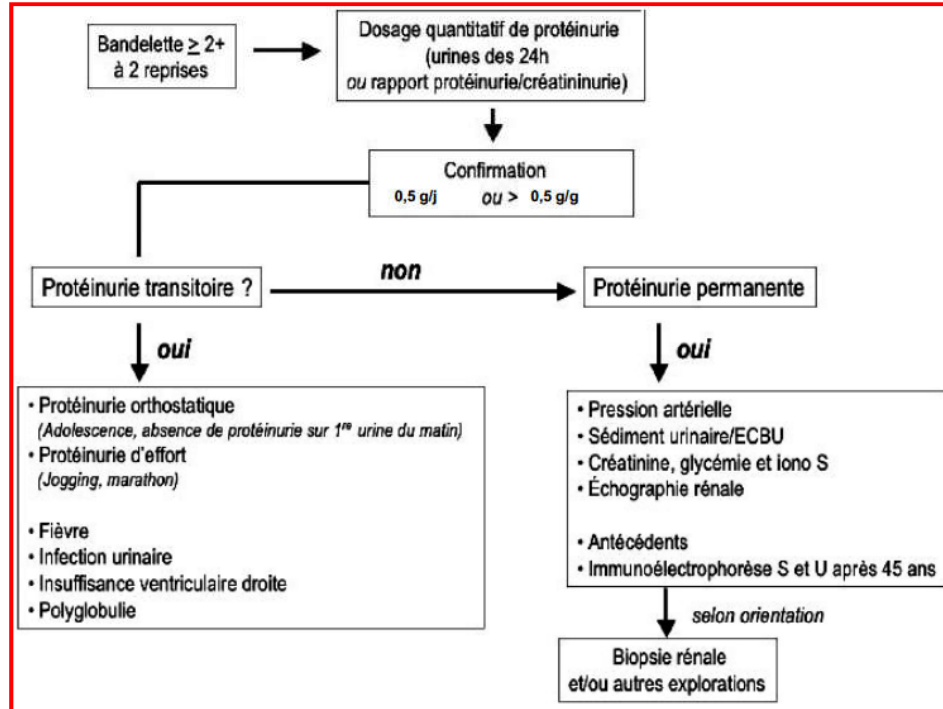 Bandelette ≥ 2+
à 2 reprises
Dosage quantitatif de protéinurie
(urines des 24h
ou rapport protéinurie/créatininurie)
Confirmation
0,5 g/j ou > 0,5 g/g
Protéinurie transitoire ?
non
Protéinurie permanente
oui
• Protéinurie orthostatique
(Adolescence, absence de protéinurie sur 1re urine du matin)
• Protéinurie d'effort
(Jogging, marathon)
• Fièvre
• Infection urinaire
• Insuffisance ventriculaire droite
• Polyglobulie
oui
• Pression artérielle
• Sédiment urinaire/ECBU
• Créatinine, glycémie et iono S
• Échographie rénale
• Antécédents
• Immunoélectrophorèse S et U après 45 ans
selon orientation
Biopsie rénale
et/ou autres explorations